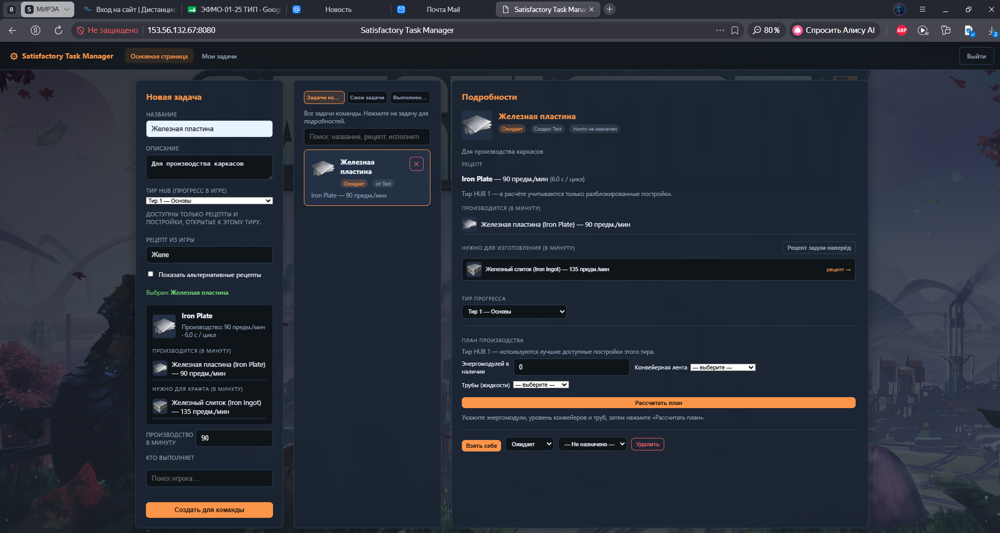 8
5 МИРЭА
Вход на сайт | Дистанцио
ЭФМО-01-25 ТИП - Goog
Новость
Почта Mail
Satisfactory Task Mana
Не защищено
153.56.132.67:8080
Satisfactory Task Manager
80 %
Спросить Алису AI
ABP
2
Satisfactory Task Manager
Основная страница
Мои задачи
Выйти
Новая задача
НАЗВАНИЕ
Железная пластина
ОПИСАНИЕ
Для производства каркасов
ТИР HUB (ПРОГРЕСС В ИГРЕ)
Тир 1 — Основы
ДОСТУПНЫ ТОЛЬКО РЕЦЕПТЫ И
ПОСТРОЙКИ, ОТКРЫТЫЕ К ЭТОМУ ТИРУ.
РЕЦЕПТ ИЗ ИГРЫ
Желе
Показать альтернативные рецепты
Выбран: Железная пластина
Iron Plate
Производство: 90 предм./мин
· 6.0 с / цикл
ПРОИЗВОДИТСЯ (В МИНУТУ)
Железная пластина (Iron Plate)
— 90 предм./мин
НУЖНО ДЛЯ КРАФТА (В МИНУТУ)
Железный слиток (Iron Ingot)
— 135 предм./мин
ПРОИЗВОДСТВО
В МИНУТУ
90
КТО ВЫПОЛНЯЕТ
Поиск игрока...
Создать для команды
Задачи ко...
Свои задачи
Выполнен...
Все задачи команды. Нажмите на задачу для
подробностей.
Поиск: название, рецепт, исполните
Железная
пластина
Ожидает
от Test
Iron Plate — 90 предм./мин
Подробности
Железная пластина
Ожидает
Создал: Test
Никто не назначен
Для производства каркасов
РЕЦЕПТ
Iron Plate — 90 предм./мин (6.0 с / цикл)
Тир HUB 1 — в расчёте учитываются только разблокированные постройки.
ПРОИЗВОДИТСЯ (В МИНУТУ)
Железная пластина (Iron Plate) — 90 предм./мин
НУЖНО ДЛЯ ИЗГОТОВЛЕНИЯ (В МИНУТУ)
Рецепт задом наперёд
Железный слиток (Iron Ingot) — 135 предм./мин
рецепт →
ТИР ПРОГРЕССА
Тир 1 — Основы
ПЛАН ПРОИЗВОДСТВА
Тир HUB 1 — используются лучшие доступные постройки этого тира.
Энергомодулей в
наличии
0
Конвейерная лента
— выберите —
Трубы (жидкости)
— выберите —
Рассчитать план
Укажите энергомодули, уровень конвейеров и труб, затем нажмите «Рассчитать план».
Взять себе
Ожидает
— Не назначено —
Удалить